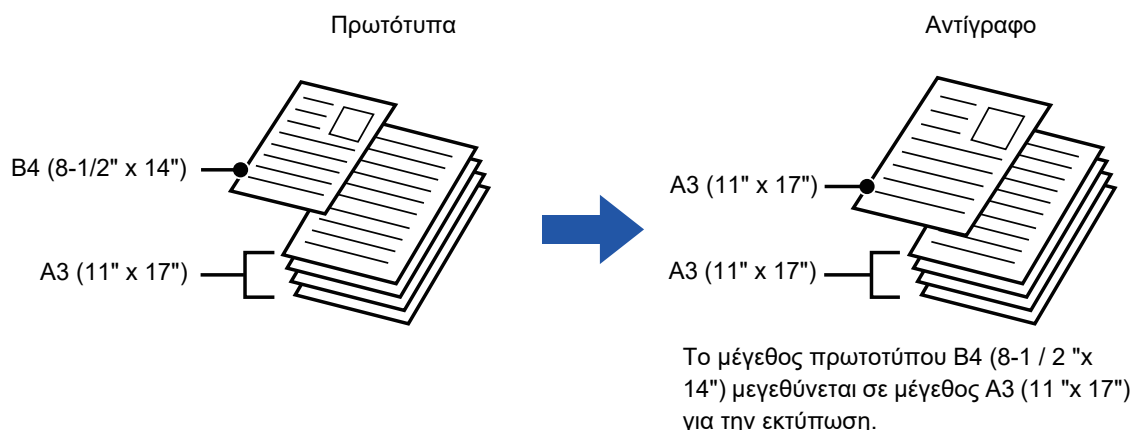 Πρωτότυπα
Αντίγραφο
B4 (8-1/2" x 14")
A3 (11" x 17")
A3 (11" x 17")
A3 (11" x 17")
Το μέγεθος πρωτοτύπου B4 (8-1 / 2 "x
14") μεγεθύνεται σε μέγεθος A3 (11 "x 17")
για την εκτύπωση.